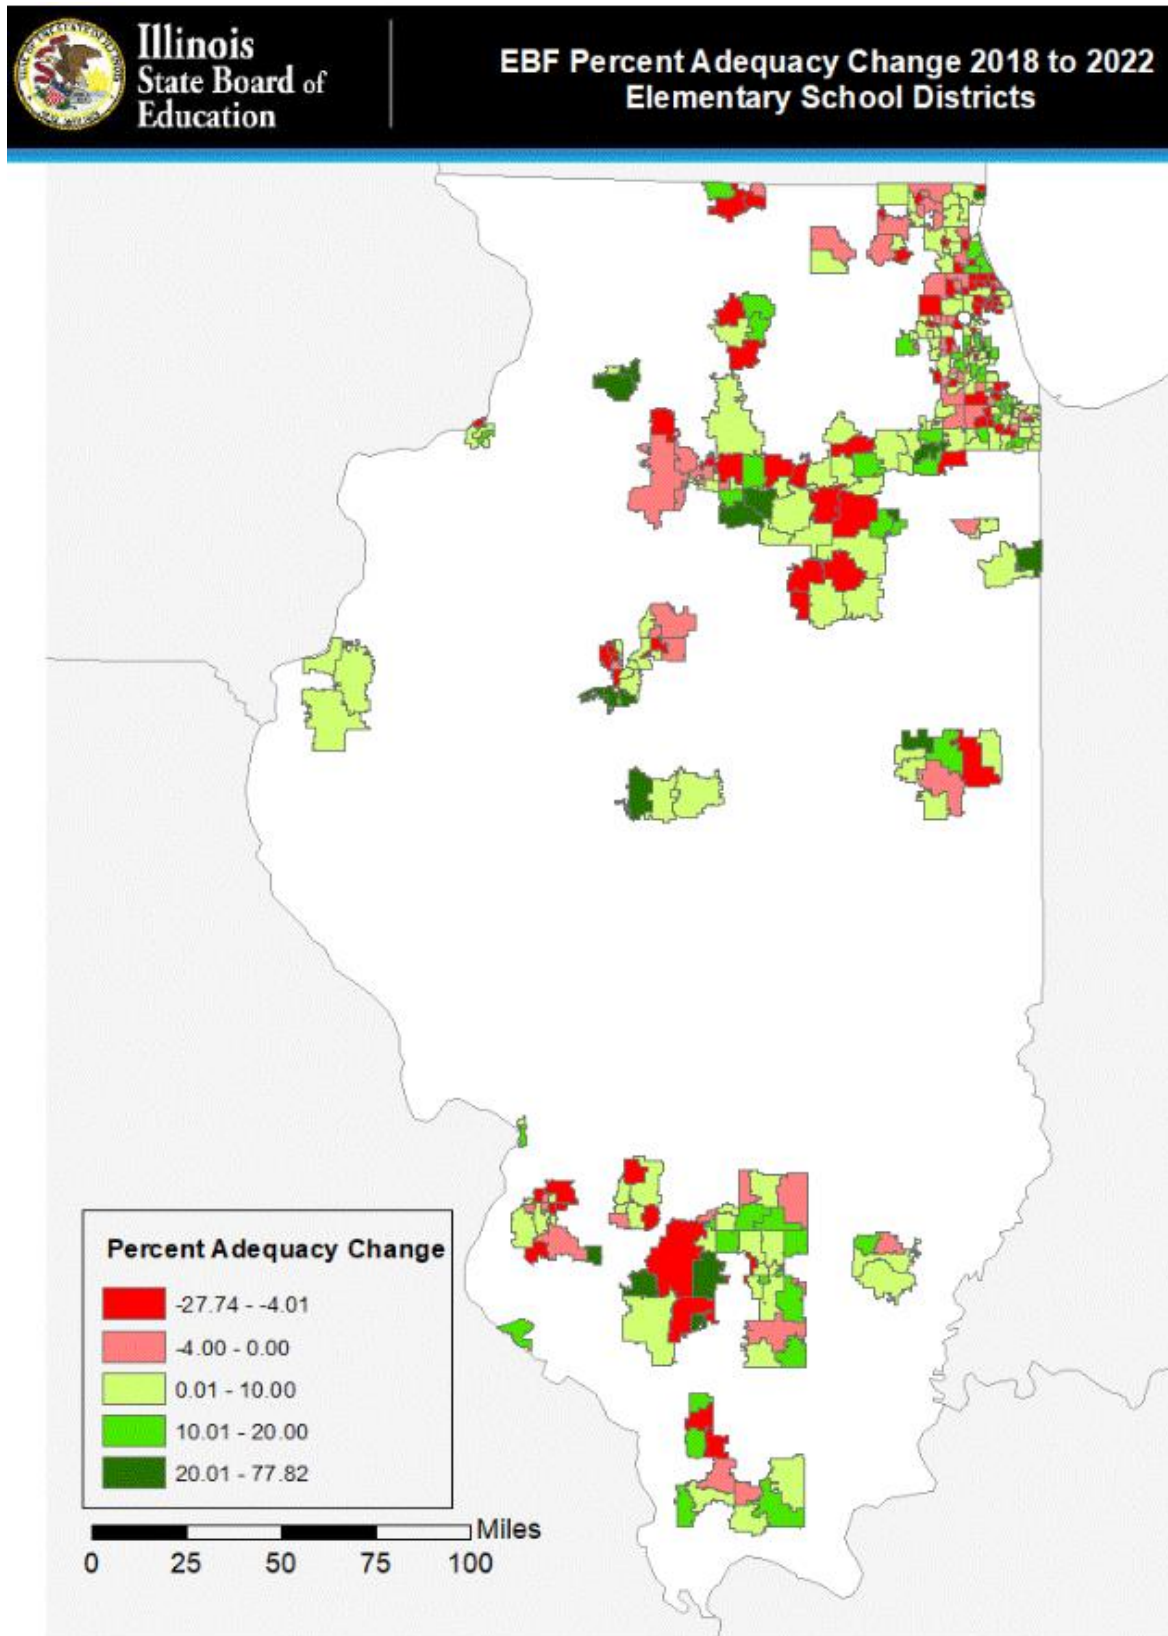 Illinois
State Board of
Education
EBF Percent Adequacy Change 2018 to 2022
Elementary School Districts
Percent Adequacy Change
-27.74 - -4.01
-4.00 - 0.00
0.01 - 10.00
10.01 - 20.00
20.01 - 77.82
Miles
0 25 50 75 100